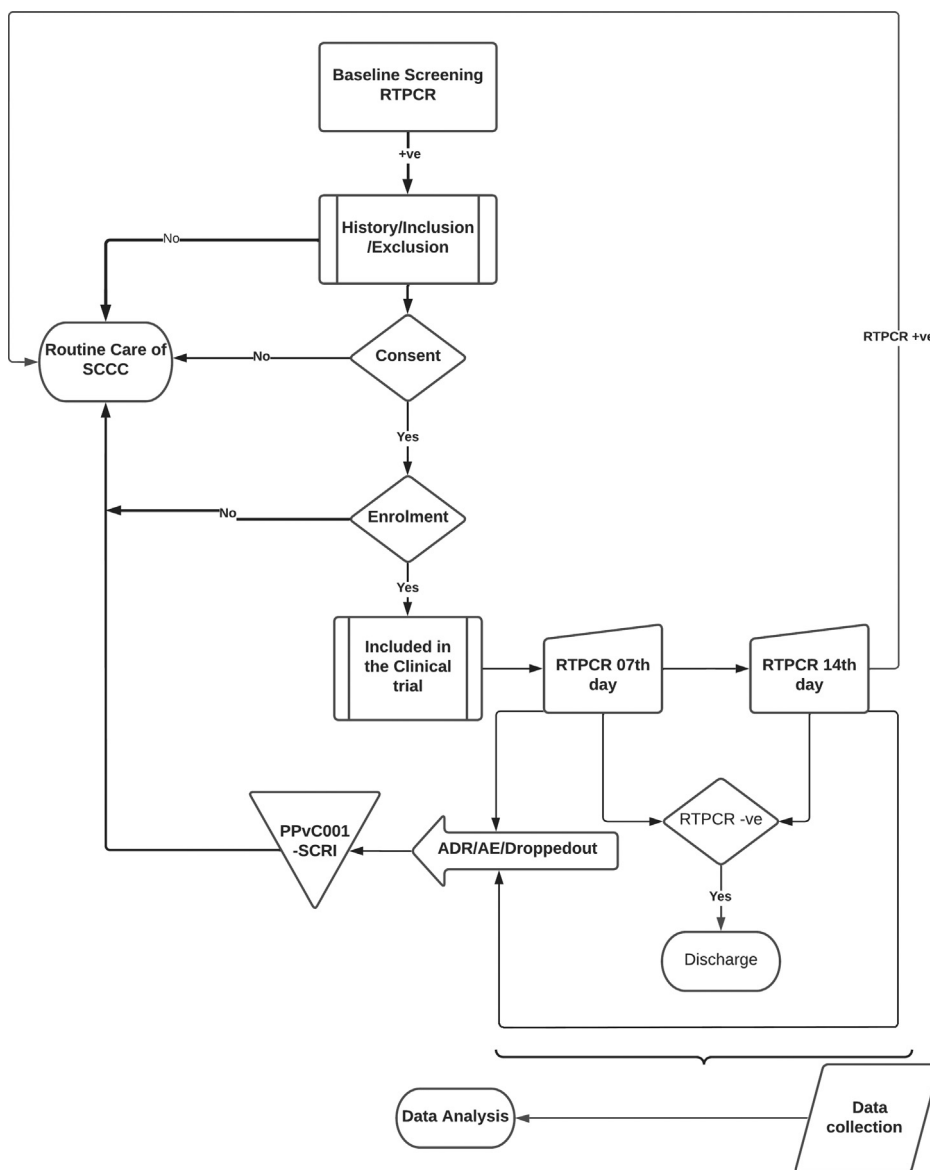 Baseline Screening
RTPCR
+ve
History/Inclusion
/Exclusion
No
Routine Care of
SCCC
No
Consent
RTPCR +ve
Yes
No
Enrolment
Yes
Included in
the Clinical
trial
RTPCR 07th
day
RTPCR 14th
day
PPvC001
-SCRI
ADR/AE/Droppedout
RTPCR -ve
Yes
Discharge
Data Analysis
Data
collection